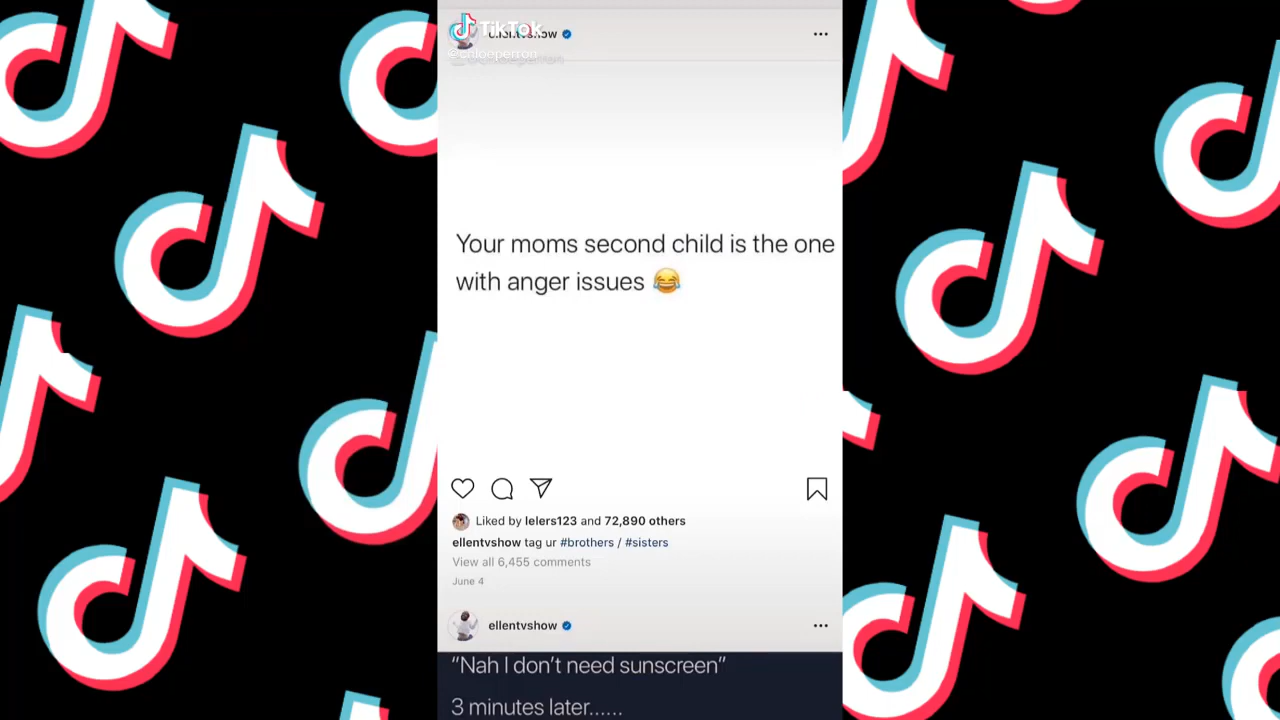 TikTok
ellentvshow
@chloeperron
Your moms second child is the one
with anger issues 😂
Liked by lelers123 and 72,890 others
ellentvshow tag ur #brothers / #sisters
View all 6,455 comments
June 4
ellentvshow
“Nah I don’t need sunscreen”
3 minutes later......